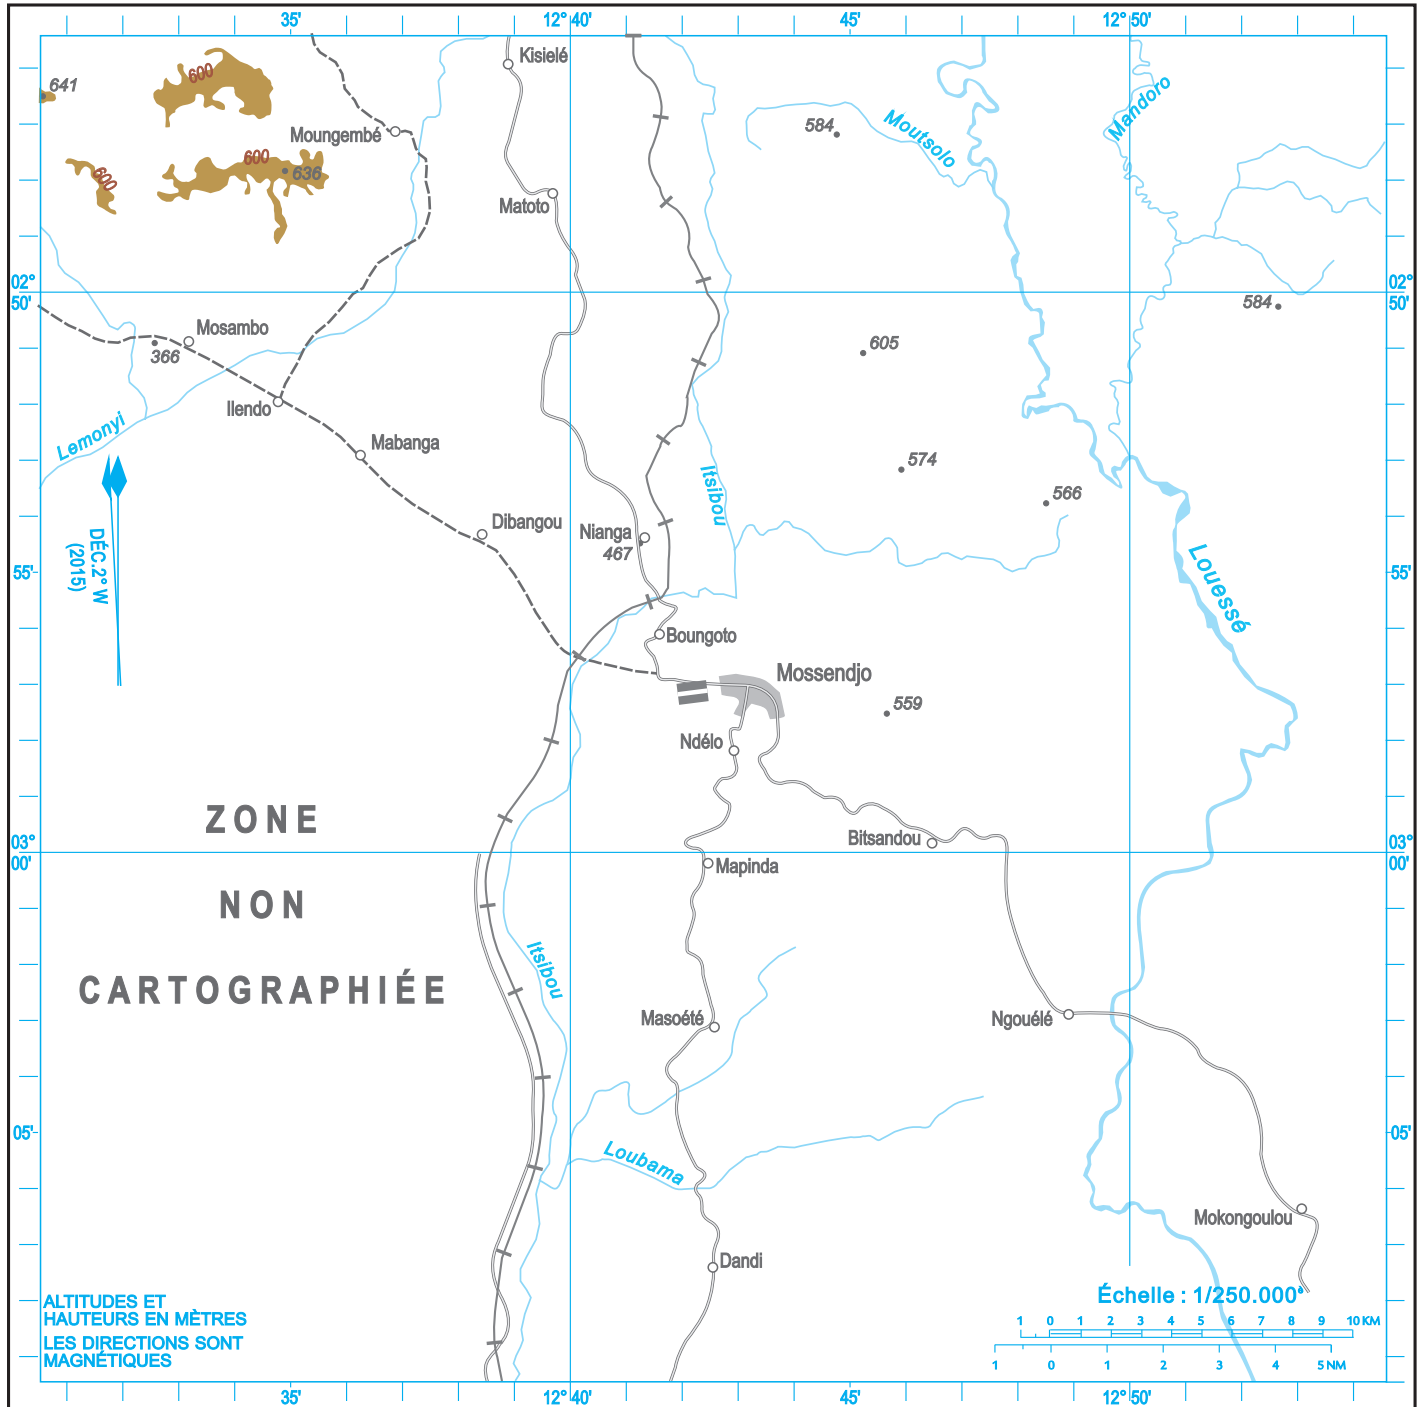 35'
12°40'
45'
12°50'
Kisielé
641
600
Moungembé
600
636
600
Matoto
584
Moutsolo
Mandoro
02°
50'
02°
50'
584
Mosambo
366
605
Ilendo
Lemonyi
Mabanga
574
566
Itsibou
Dibangou
Nianga
467
DÉC.2° W
(2015)
55'
55'
Louessé
Boungoto
Mossendjo
559
Ndélo
ZONE
NON
CARTOGRAPHIÉE
Bitsandou
03°
00'
03°
00'
Mapinda
Itsibou
Masoété
Ngouélé
05'
05'
Loubama
Mokongoulou
Dandi
ALTITUDES ET
HAUTEURS EN MÈTRES
LES DIRECTIONS SONT
MAGNÉTIQUES
Échelle : 1/250.000°
1 0 1 2 3 4 5 6 7 8 9 10 KM
1 0 1 2 3 4 5 NM
35'
12°40'
45'
12°50'